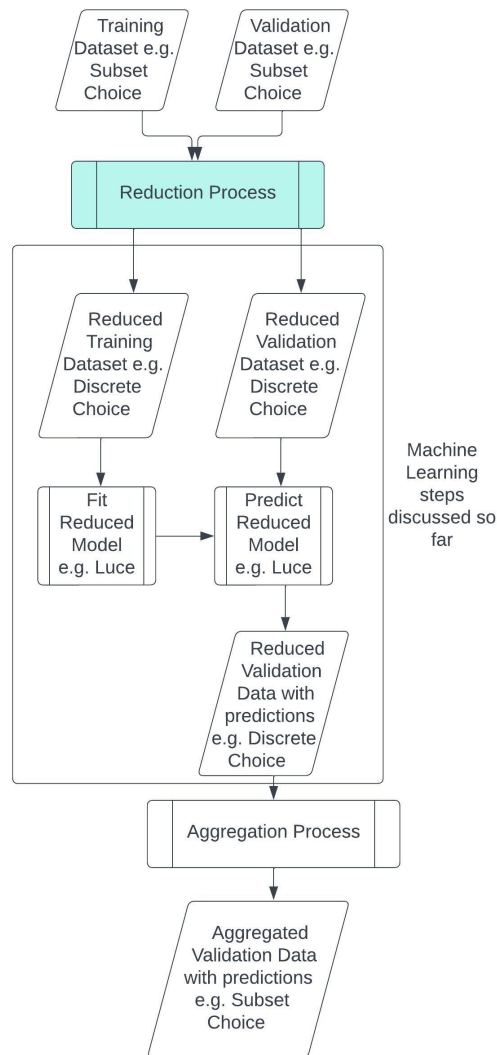 Training
Dataset e.g.
Subset
Choice
Validation
Dataset e.g.
Subset
Choice
Reduction Process
Reduced
Training
Dataset e.g.
Discrete
Choice
Reduced
Validation
Dataset e.g.
Discrete
Choice
Machine
Learning
steps
discussed so
far
Fit
Reduced
Model
e.g. Luce
Predict
Reduced
Model
e.g. Luce
Reduced
Validation
Data with
predictions
e.g. Discrete
Choice
Aggregation Process
Aggregated
Validation Data
with predictions
e.g. Subset
Choice